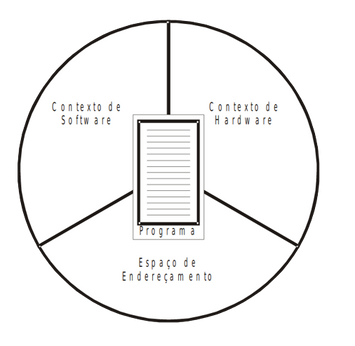 Contexto de
Software
Contexto de
Hardware
Programa
Espaço de
Endereçamento